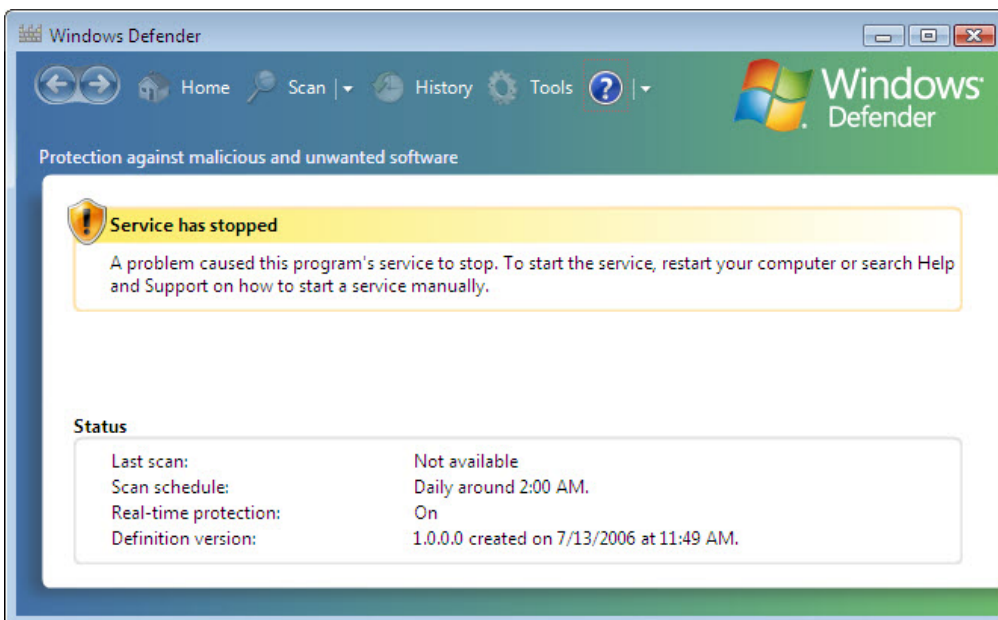 Windows Defender
Home Scan History Tools ?
Windows
Defender
Protection against malicious and unwanted software
Service has stopped
A problem caused this program's service to stop. To start the service, restart your computer or search Help
and Support on how to start a service manually.
Status
Last scan: Not available
Scan schedule: Daily around 2:00 AM.
Real-time protection: On
Definition version: 1.0.0.0 created on 7/13/2006 at 11:49 AM.